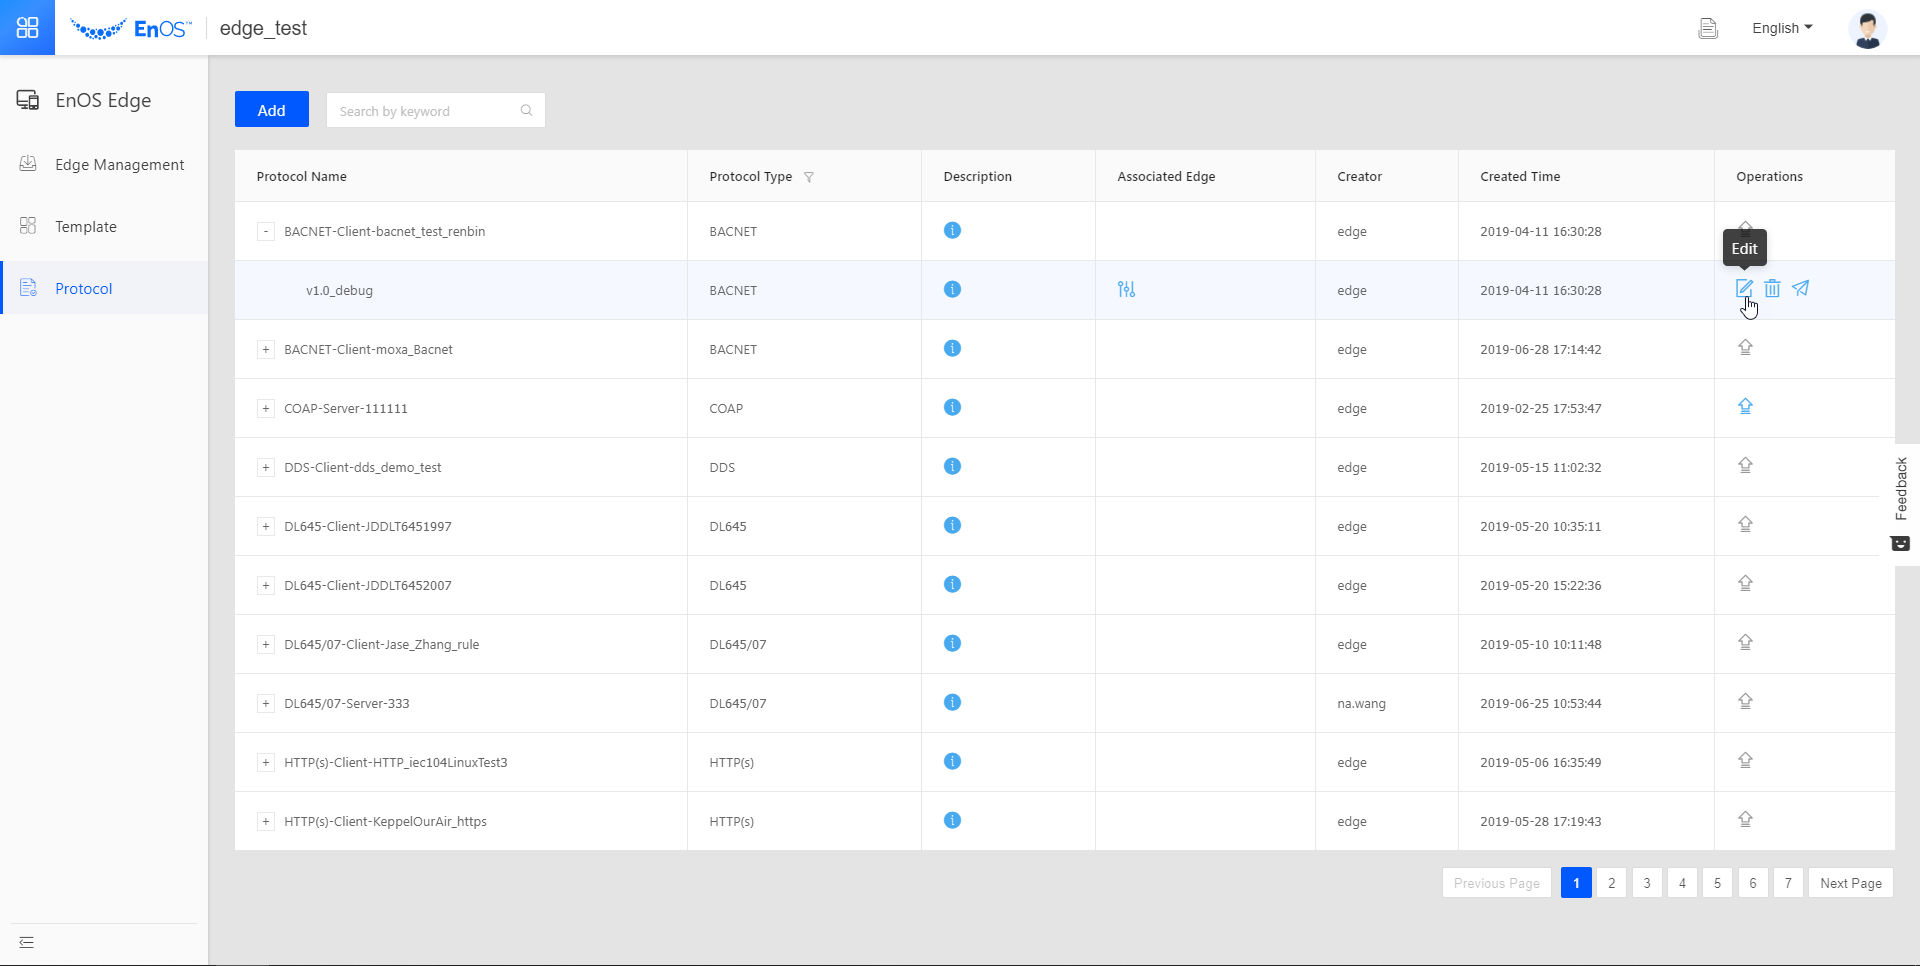 EnOS™ edge_test English
EnOS Edge
Edge Management
Template
Protocol
Add Search by keyword
Protocol Name Protocol Type Description Associated Edge Creator Created Time Operations
- BACNET-Client-bacnet_test_renbin BACNET i edge 2019-04-11 16:30:28
Edit
v1.0_debug BACNET i edge 2019-04-11 16:30:28
+ BACNET-Client-moxa_Bacnet BACNET i edge 2019-06-28 17:14:42
+ COAP-Server-111111 COAP i edge 2019-02-25 17:53:47
+ DDS-Client-dds_demo_test DDS i edge 2019-05-15 11:02:32
+ DL645-Client-JDDLT6451997 DL645 i edge 2019-05-20 10:35:11
+ DL645-Client-JDDLT6452007 DL645 i edge 2019-05-20 15:22:36
+ DL645/07-Client-Jase_Zhang_rule DL645/07 i edge 2019-05-10 10:11:48
+ DL645/07-Server-333 DL645/07 i na.wang 2019-06-25 10:53:44
+ HTTP(s)-Client-HTTP_iec104LinuxTest3 HTTP(s) i edge 2019-05-06 16:35:49
+ HTTP(s)-Client-KeppelOurAir_https HTTP(s) i edge 2019-05-28 17:19:43
Previous Page 1 2 3 4 5 6 7 Next Page
Feedback